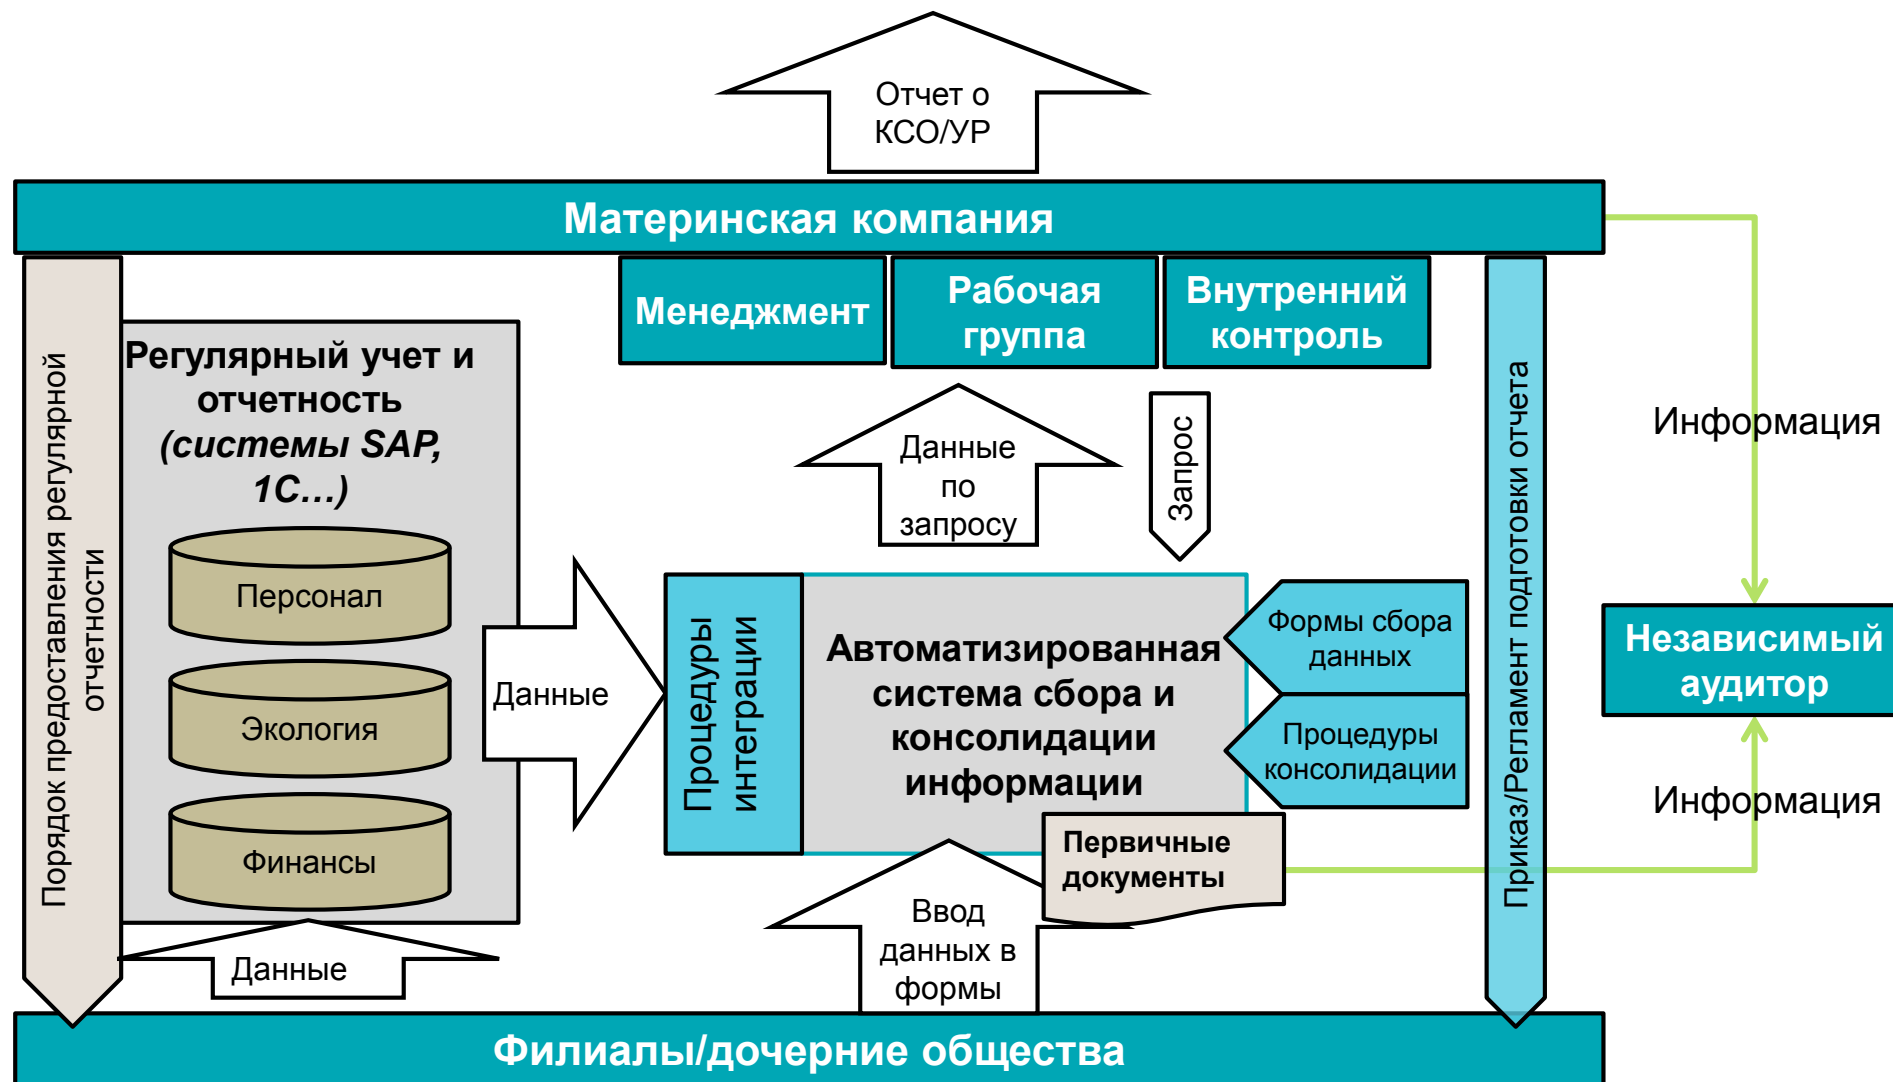 Отчет о
КСО/УР
Материнская компания
Менеджмент
Рабочая
группа
Внутренний
контроль
Порядок предоставления регулярной
отчетности
Регулярный учет и
отчетность
(системы SAP,
1С...)
Персонал
Экология
Финансы
Данные
Данные
Данные
по
запросу
Запрос
Процедуры
интеграции
Автоматизированная
система сбора и
консолидации
информации
Формы сбора
данных
Процедуры
консолидации
Первичные
документы
Ввод
данных в
формы
Приказ/Регламент подготовки отчета
Информация
Независимый
аудитор
Информация
Филиалы/дочерние общества